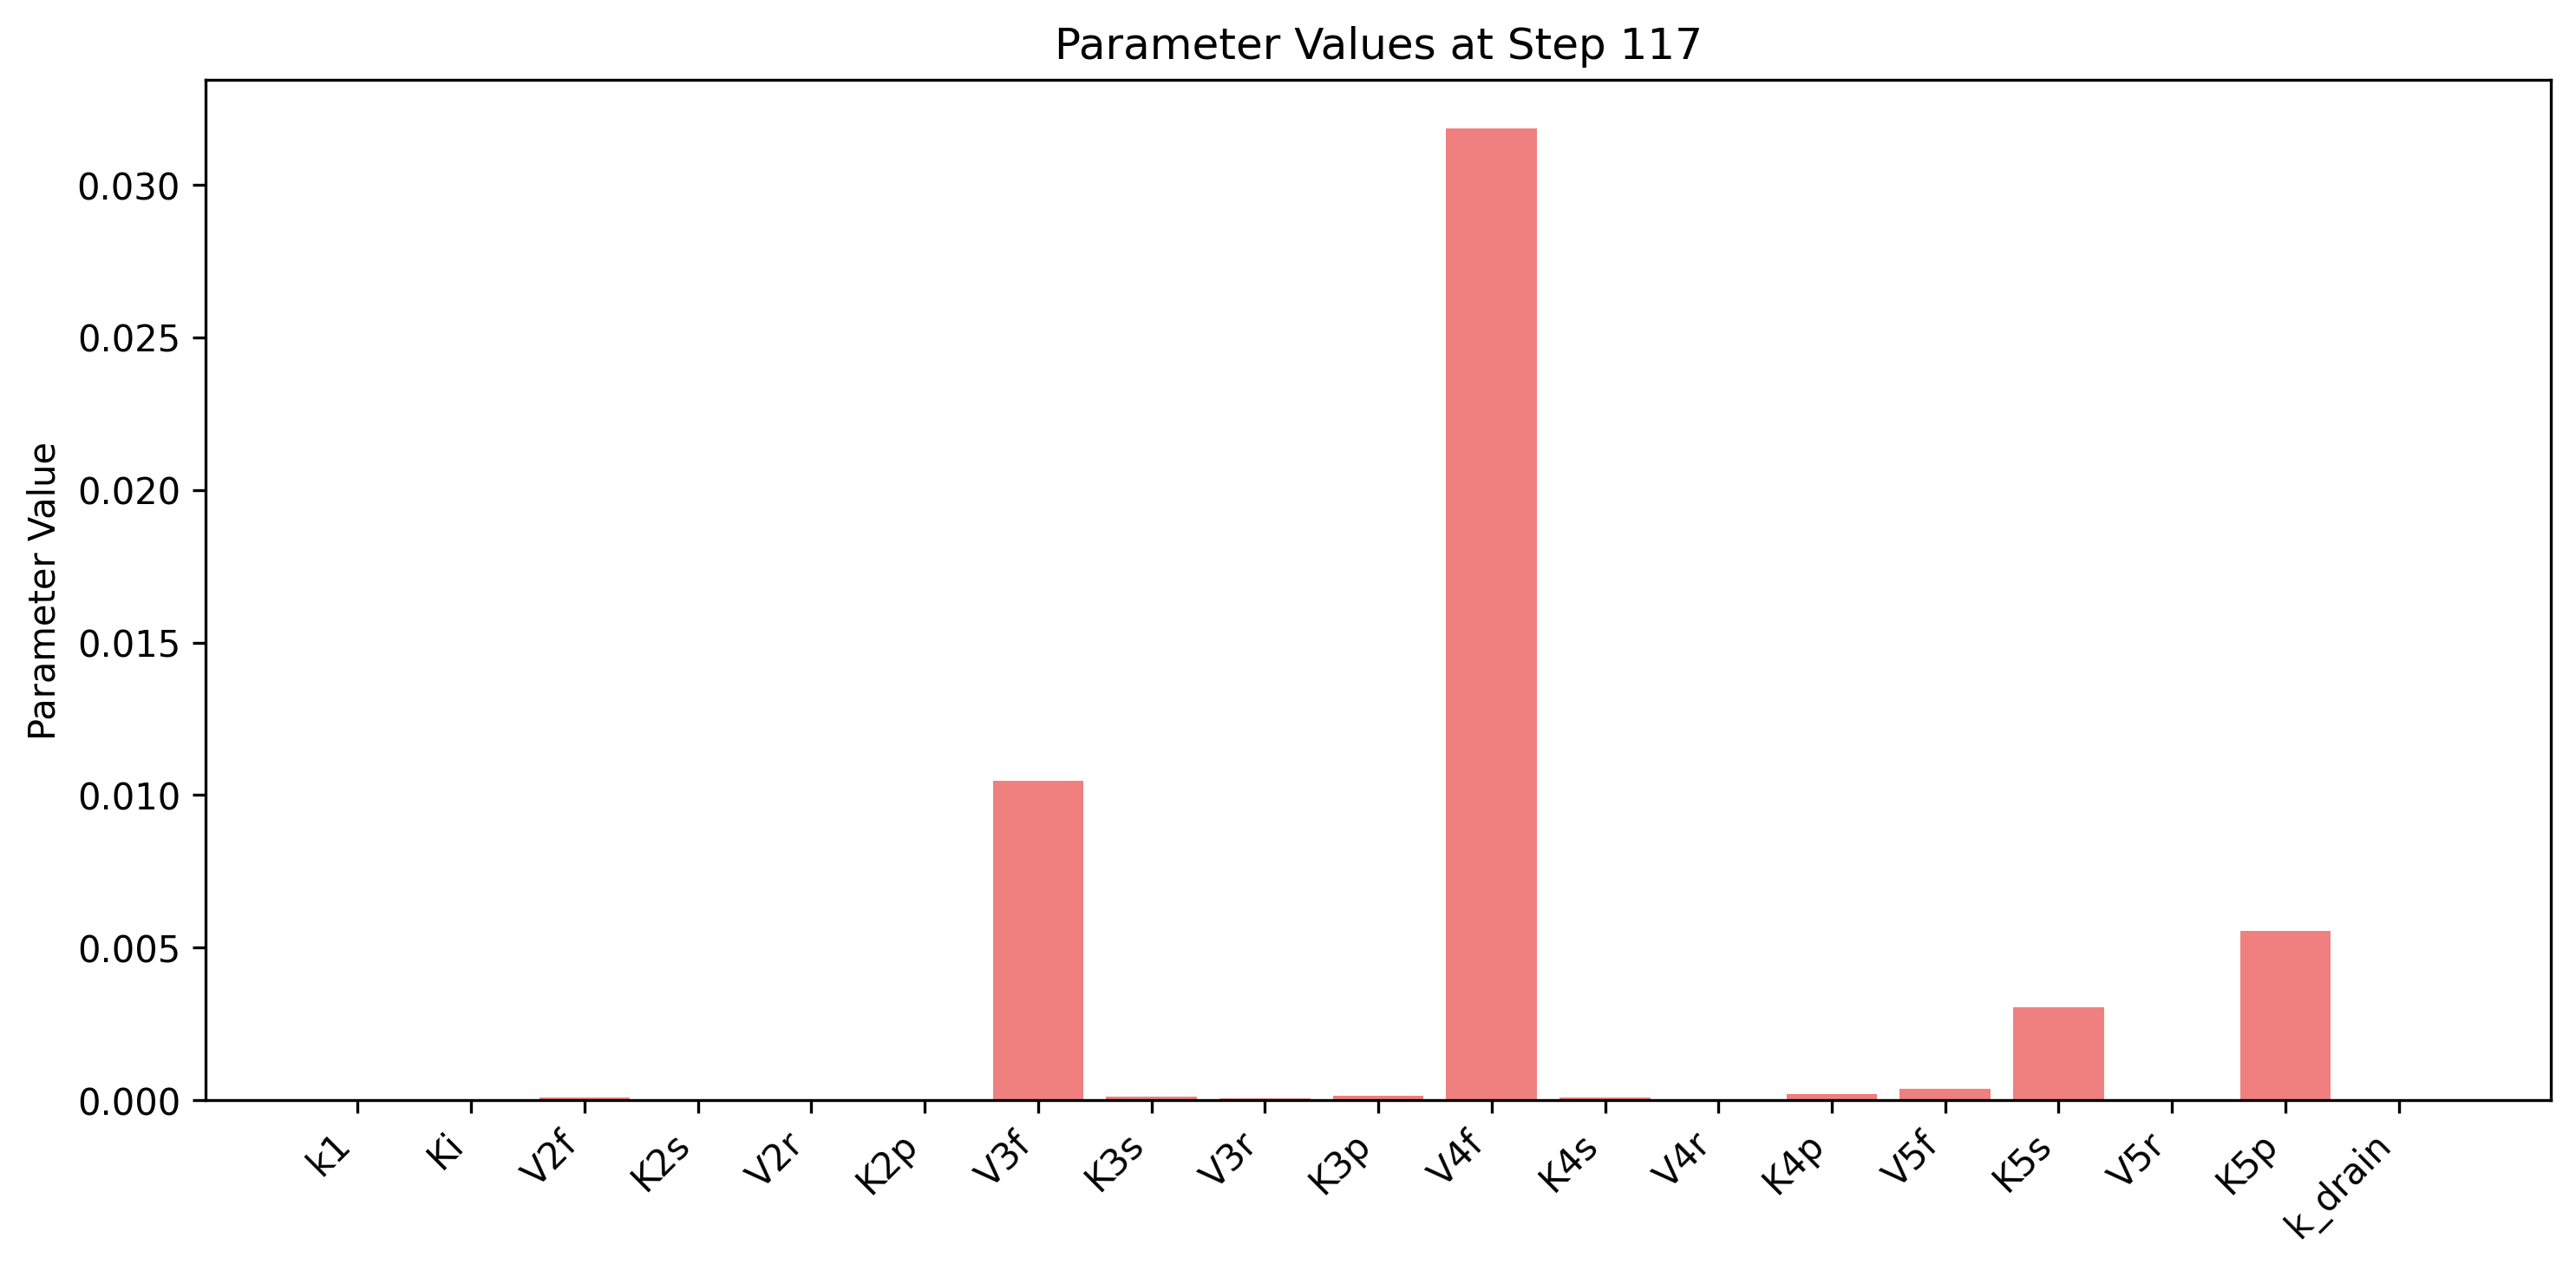 Parameter Values at Step 117
Parameter Value
0.030
0.025
0.020
0.015
0.010
0.005
0.000
k1
Ki
V2f
K2s
V2r
K2p
V3f
K3s
V3r
K3p
V4f
K4s
V4r
K4p
V5f
K5s
V5r
K5p
k_drain